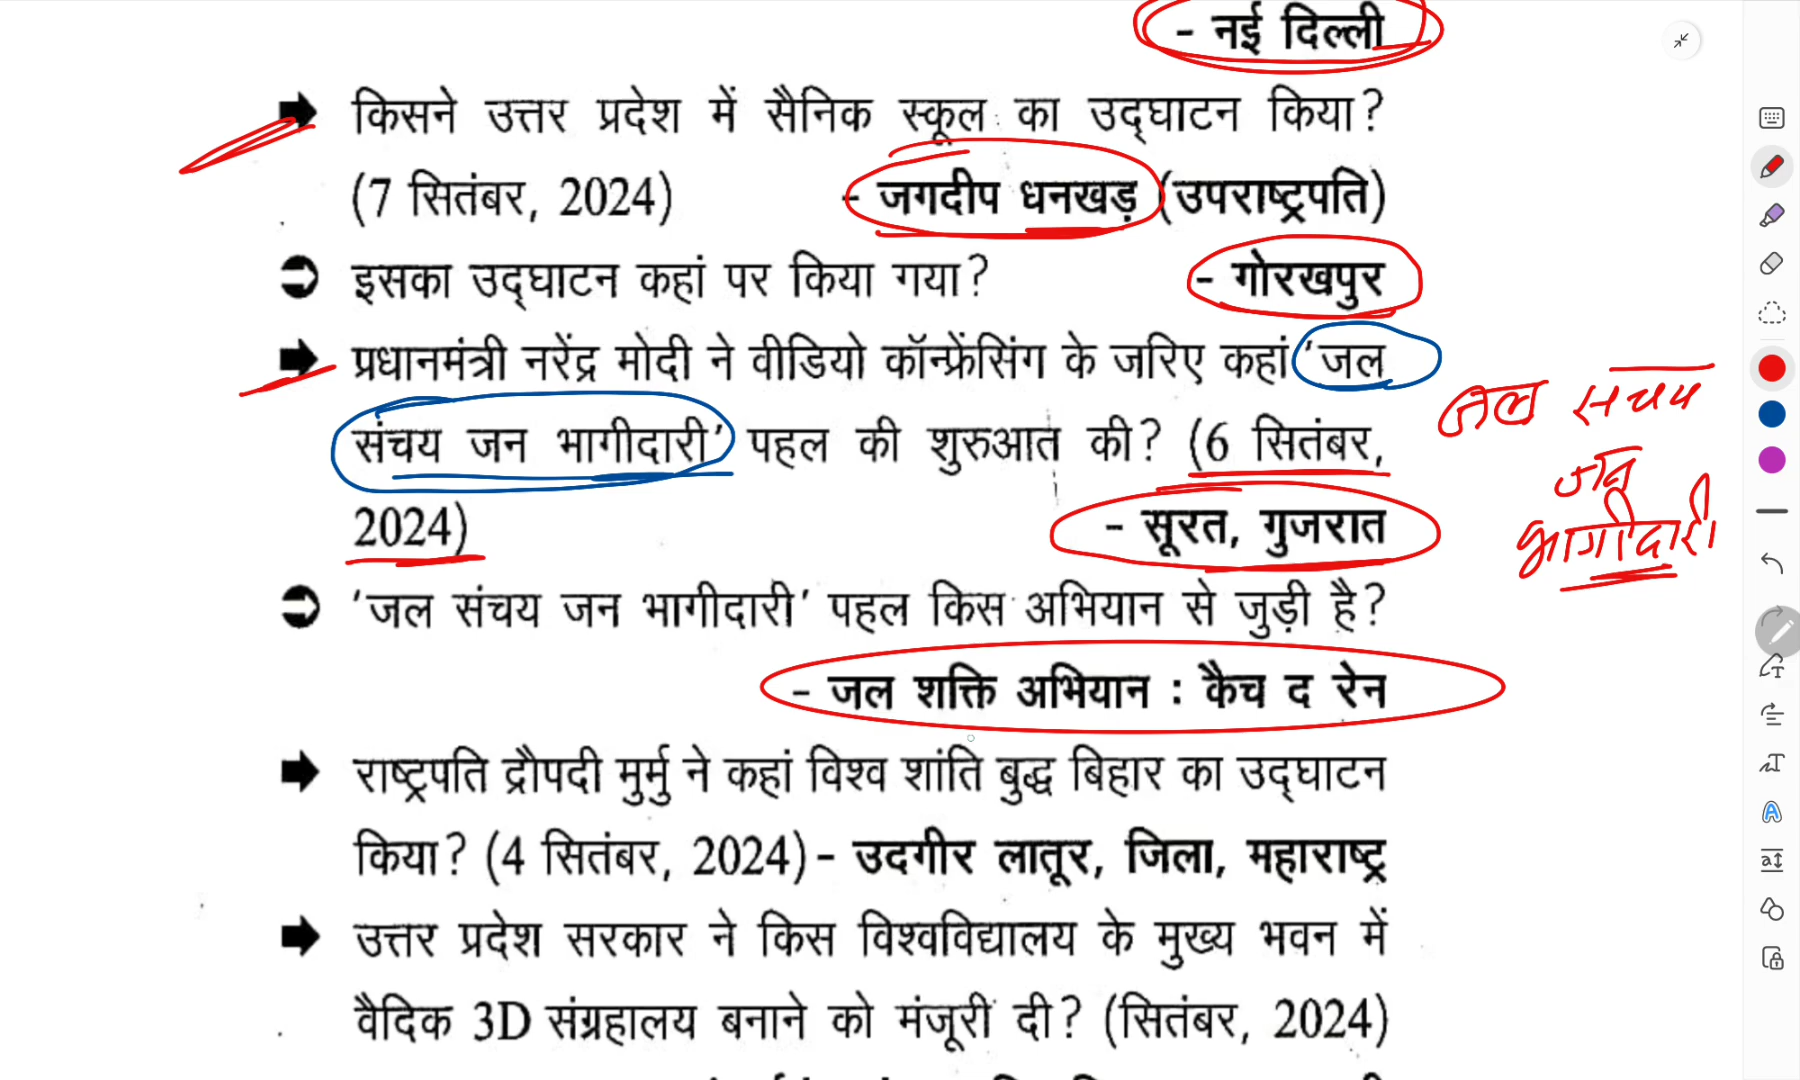 - नई दिल्ली
किसने उत्तर प्रदेश में सैनिक स्कूल का उद्घाटन किया?
(7 सितंबर, 2024) - जगदीप धनखड़ (उपराष्ट्रपति)
इसका उद्घाटन कहां पर किया गया? - गोरखपुर
प्रधानमंत्री नरेंद्र मोदी ने वीडियो कॉन्फ्रेंसिंग के जरिए कहां 'जल
संचय जन भागीदारी' पहल की शुरुआत की? (6 सितंबर,
2024) - सूरत, गुजरात
जल संचय
जन
भागीदारी
'जल संचय जन भागीदारी' पहल किस अभियान से जुड़ी है?
- जल शक्ति अभियान : कैच द रेन
राष्ट्रपति द्रौपदी मुर्मु ने कहां विश्व शांति बुद्ध बिहार का उद्घाटन
किया? (4 सितंबर, 2024) - उदगीर लातूर, जिला, महाराष्ट्र
उत्तर प्रदेश सरकार ने किस विश्वविद्यालय के मुख्य भवन में
वैदिक 3D संग्रहालय बनाने को मंजूरी दी? (सितंबर, 2024)